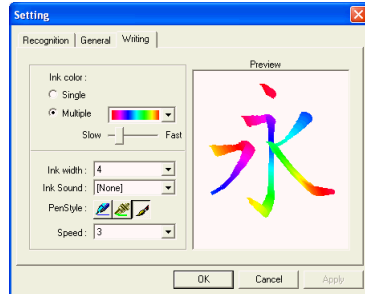 Setting
Recognition General Writing
Ink color :
Single
Multiple
Slow Fast
Ink width : 4
Ink Sound : [None]
PenStyle :
Speed : 3
Preview
永
OK Cancel Apply